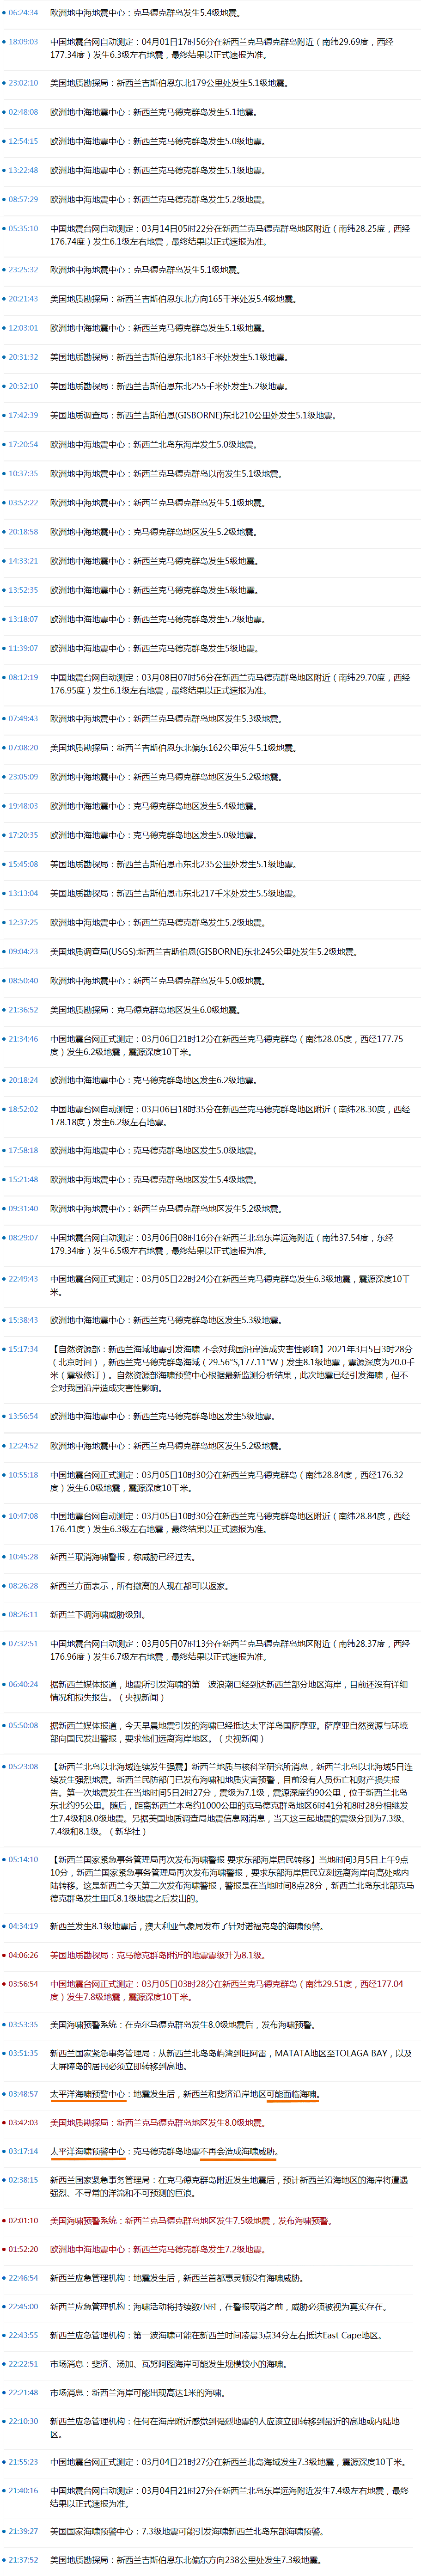 06:24:34 欧洲地中海地震中心：克马德克群岛发生5.4级地震。
18:09:03 中国地震台网自动测定：04月01日17时56分在新西兰克马德克群岛附近（南纬29.69度，西经
177.34度）发生6.3级左右地震，最终结果以正式速报为准。
23:02:10 美国地质勘探局：新西兰吉斯伯恩东北179公里处发生5.1级地震。
02:48:08 欧洲地中海地震中心：新西兰克马德克群岛发生5.1地震。
12:54:15 欧洲地中海地震中心：新西兰克马德克群岛发生5.0级地震。
13:22:48 欧洲地中海地震中心：新西兰克马德克群岛发生5.1级地震。
08:57:29 欧洲地中海地震中心：新西兰克马德克群岛发生5.2级地震。
05:35:10 中国地震台网自动测定：03月14日05时22分在新西兰克马德克群岛地区附近（南纬28.25度，西经
176.74度）发生6.1级左右地震，最终结果以正式速报为准。
23:25:32 欧洲地中海地震中心：克马德克群岛发生5.1级地震。
20:21:43 美国地质勘探局：新西兰吉斯伯恩东北方向165千米处发5.4级地震。
12:03:01 欧洲地中海地震中心：新西兰克马德克群岛发生5.1级地震。
20:31:32 美国地质勘探局：新西兰吉斯伯恩东北183千米处发生5.1级地震。
20:32:10 美国地质勘探局：新西兰吉斯伯恩东北255千米处发生5.2级地震。
17:42:39 美国地质调查局：新西兰吉斯伯恩(GISBORNE)东北210公里处发生5.1级地震。
17:20:54 欧洲地中海地震中心：新西兰北岛东海岸发生5.0级地震。
10:37:35 欧洲地中海地震中心：新西兰克马德克群岛以南发生5.1级地震。
03:52:22 欧洲地中海地震中心：新西兰克马德克群岛发生5.1级地震。
20:18:58 欧洲地中海地震中心：克马德克群岛地区发生5.2级地震。
14:33:21 欧洲地中海地震中心：新西兰克马德克群岛发生5级地震。
13:52:35 欧洲地中海地震中心：新西兰克马德克群岛发生5级地震。
13:18:07 欧洲地中海地震中心：新西兰克马德克群岛发生5.2级地震。
11:39:07 欧洲地中海地震中心：新西兰克马德克群岛发生5级地震。
08:12:19 中国地震台网自动测定：03月08日07时56分在新西兰克马德克群岛地区附近（南纬29.70度，西经
176.95度）发生6.1级左右地震，最终结果以正式速报为准。
07:49:43 欧洲地中海地震中心：新西兰克马德克群岛地区发生5.3级地震。
07:08:20 美国地质勘探局：新西兰吉斯伯恩东北偏东162公里发生5.1级地震。
23:05:09 欧洲地中海地震中心：新西兰克马德克群岛地区发生5.2级地震。
19:48:03 欧洲地中海地震中心：克马德克群岛地区发生5.4级地震。
17:20:35 欧洲地中海地震中心：克马德克群岛地区发生5.0级地震。
15:45:08 美国地质勘探局：新西兰吉斯伯恩市东北235公里处发生5.1级地震。
13:13:04 美国地质勘探局：新西兰吉斯伯恩市东北217千米处发生5.5级地震。
12:37:25 欧洲地中海地震中心：新西兰克马德克群岛发生5.2级地震。
09:04:23 美国地质调查局(USGS):新西兰吉斯伯恩(GISBORNE)东北245公里处发生5.2级地震。
08:50:40 欧洲地中海地震中心：新西兰克马德克群岛发生5.0级地震。
21:36:52 美国地质勘探局：克马德克群岛地区发生6.0级地震。
21:34:46 中国地震台网正式测定：03月06日21时12分在新西兰克马德克群岛（南纬28.05度，西经177.75
度）发生6.2级地震，震源深度10千米。
20:18:24 欧洲地中海地震中心：克马德克群岛地区发生6.2级地震。
18:52:02 中国地震台网自动测定：03月06日18时35分在新西兰克马德克群岛地区附近（南纬28.30度，西经
178.18度）发生6.2级左右地震。
17:58:18 欧洲地中海地震中心：克马德克群岛地区发生5.0级地震。
15:21:48 欧洲地中海地震中心：克马德克群岛地区发生5.4级地震。
09:31:40 欧洲地中海地震中心：新西兰克马德克群岛地区发生5.2级地震。
08:29:07 中国地震台网自动测定：03月06日08时16分在新西兰北岛东岸远海附近（南纬37.54度，东经
179.34度）发生6.5级左右地震，最终结果以正式速报为准。
22:49:43 中国地震台网正式测定：03月05日22时24分在新西兰克马德克群岛发生6.3级地震，震源深度10千
米。
15:38:43 欧洲地中海地震中心：新西兰克马德克群岛地区发生5.3级地震。
15:17:34 【自然资源部：新西兰海域地震引发海啸 不会对我国沿岸造成灾害性影响】2021年3月5日3时28分
（北京时间），新西兰克马德克群岛海域（29.56°S,177.11°W）发生8.1级地震，震源深度为20.0千
米（震级修订）。自然资源部海啸预警中心根据最新监测分析结果，此次地震已经引发海啸，但不
会对我国沿岸造成灾害性影响。
13:56:54 欧洲地中海地震中心：新西兰克马德克群岛地区发生5级地震。
12:24:52 欧洲地中海地震中心：新西兰克马德克群岛地区发生5.2级地震。
10:55:18 中国地震台网正式测定：03月05日10时30分在新西兰克马德克群岛（南纬28.84度，西经176.32
度）发生6.0级地震，震源深度10千米。
10:47:08 中国地震台网自动测定：03月05日10时30分在新西兰克马德克群岛地区附近（南纬28.84度，西经
176.41度）发生6.3级左右地震，最终结果以正式速报为准。
10:45:28 新西兰取消海啸警报，称威胁已经过去。
08:26:28 新西兰方面表示，所有撤离的人现在都可以返家。
08:26:11 新西兰下调海啸威胁级别。
07:32:51 中国地震台网自动测定：03月05日07时13分在新西兰克马德克群岛地区附近（南纬28.37度，西经
176.96度）发生6.7级左右地震，最终结果以正式速报为准。
06:40:24 据新西兰媒体报道，地震所引发海啸的第一波浪潮已经到达新西兰部分地区海岸，目前还没有详细
情况和损失报告。（央视新闻）
05:50:08 据新西兰媒体报道，今天早晨地震引发的海啸已经抵达太平洋岛国萨摩亚。萨摩亚自然资源与环境
部向国民发出警报，要求他们远离海岸地区。（央视新闻）
05:23:08 【新西兰北岛以北海域连续发生强震】新西兰地质与核科学研究所消息，新西兰北岛以北海域5日连
续发生强烈地震。新西兰民防部门已发布海啸和地质灾害预警，目前没有人员伤亡和财产损失报
告。第一次地震发生在当地时间5日2时27分，震级为7.1级，震源深度约90公里，位于新西兰北岛
东北约95公里。随后，距离新西兰本岛约1000公里的克马德克群岛地区6时41分和8时28分相继发
生7.4级和8.0级地震。另据美国地质调查局地震信息网消息，当天这三起地震的震级分别为7.3级、
7.4级和8.1级。（新华社）
05:14:10 【新西兰国家紧急事务管理局再次发布海啸警报 要求东部海岸居民转移】当地时间3月5日上午9点
10分，新西兰国家紧急事务管理局再次发布海啸警报，要求东部海岸居民立刻远离海岸向高处或内
陆转移。这是新西兰今天第二次发布海啸警报，警报是在当地时间8点28分，新西兰北岛东北部克马
德克群岛发生里氏8.1级地震之后发出的。
04:34:19 新西兰发生8.1级地震后，澳大利亚气象局发布了针对诺福克岛的海啸预警。
04:06:26 美国地质勘探局：克马德克群岛附近的地震震级升为8.1级。
03:56:54 中国地震台网正式测定：03月05日03时28分在新西兰克马德克群岛（南纬29.51度，西经177.04
度）发生7.8级地震，震源深度10千米。
03:53:35 美国海啸预警系统：在克尔马德克群岛发生8.0级地震后，发布海啸预警。
03:51:35 新西兰国家紧急事务管理局：从新西兰北岛岛屿湾到旺阿雷，MATATA地区至TOLAGA BAY，以及
大屏障岛的居民必须立即转移到高地。
03:48:57 太平洋海啸预警中心：地震发生后，新西兰和斐济沿岸地区可能面临海啸。
03:42:03 美国地质勘探局：新西兰克马德克群岛地区发生8.0级地震。
03:17:14 太平洋海啸预警中心：克马德克群岛地震不再会造成海啸威胁。
02:38:15 新西兰国家紧急事务管理局：在克马德克群岛附近发生地震后，预计新西兰沿海地区的海岸将遭遇
强烈、不寻常的洋流和不可预测的巨浪。
02:01:10 美国海啸预警系统：新西兰克马德克群岛地区发生7.5级地震，发布海啸预警。
01:52:20 欧洲地中海地震中心：新西兰克马德克群岛发生7.2级地震。
22:46:54 新西兰应急管理机构：地震发生后，新西兰首都惠灵顿没有海啸威胁。
22:45:00 新西兰应急管理机构：海啸活动将持续数小时，在警报取消之前，威胁必须被视为真实存在。
22:43:55 新西兰应急管理机构：第一波海啸可能在新西兰时间凌晨3点34分左右抵达East Cape地区。
22:22:51 市场消息：斐济、汤加、瓦努阿图海岸可能发生规模较小的海啸。
22:21:48 市场消息：新西兰海岸可能出现高达1米的海啸。
22:10:30 新西兰应急管理机构：任何在海岸附近感觉到强烈地震的人应该立即转移到最近的高地或内陆地
区。
21:55:23 中国地震台网正式测定：03月04日21时27分在新西兰北岛海域发生7.3级地震，震源深度10千米。
21:40:16 中国地震台网自动测定：03月04日21时27分在新西兰北岛东岸远海附近发生7.4级左右地震，最终
结果以正式速报为准。
21:39:27 美国国家海啸预警中心：7.3级地震可能引发海啸新西兰北岛东部海啸预警。
21:37:52 美国地质勘探局：新西兰吉斯伯恩东北偏东方向238公里处发生7.3级地震。